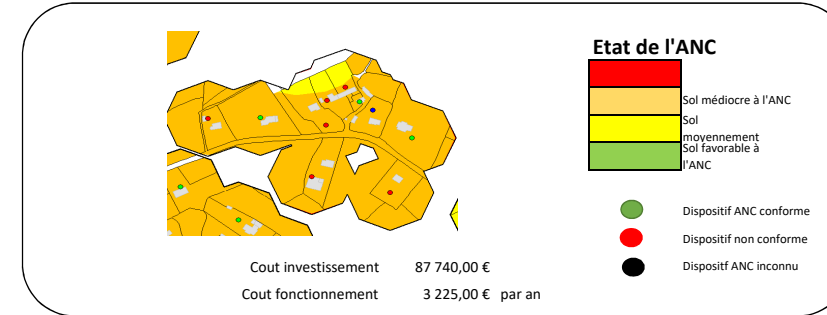 Etat de l'ANC
Sol médiocre à l'ANC
Sol
moyennement
Sol favorable à
l'ANC
Dispositif ANC conforme
Dispositif non conforme
Dispositf ANC inconnu
Cout investissement 87 740,00 €
Cout fonctionnement 3 225,00 € par an